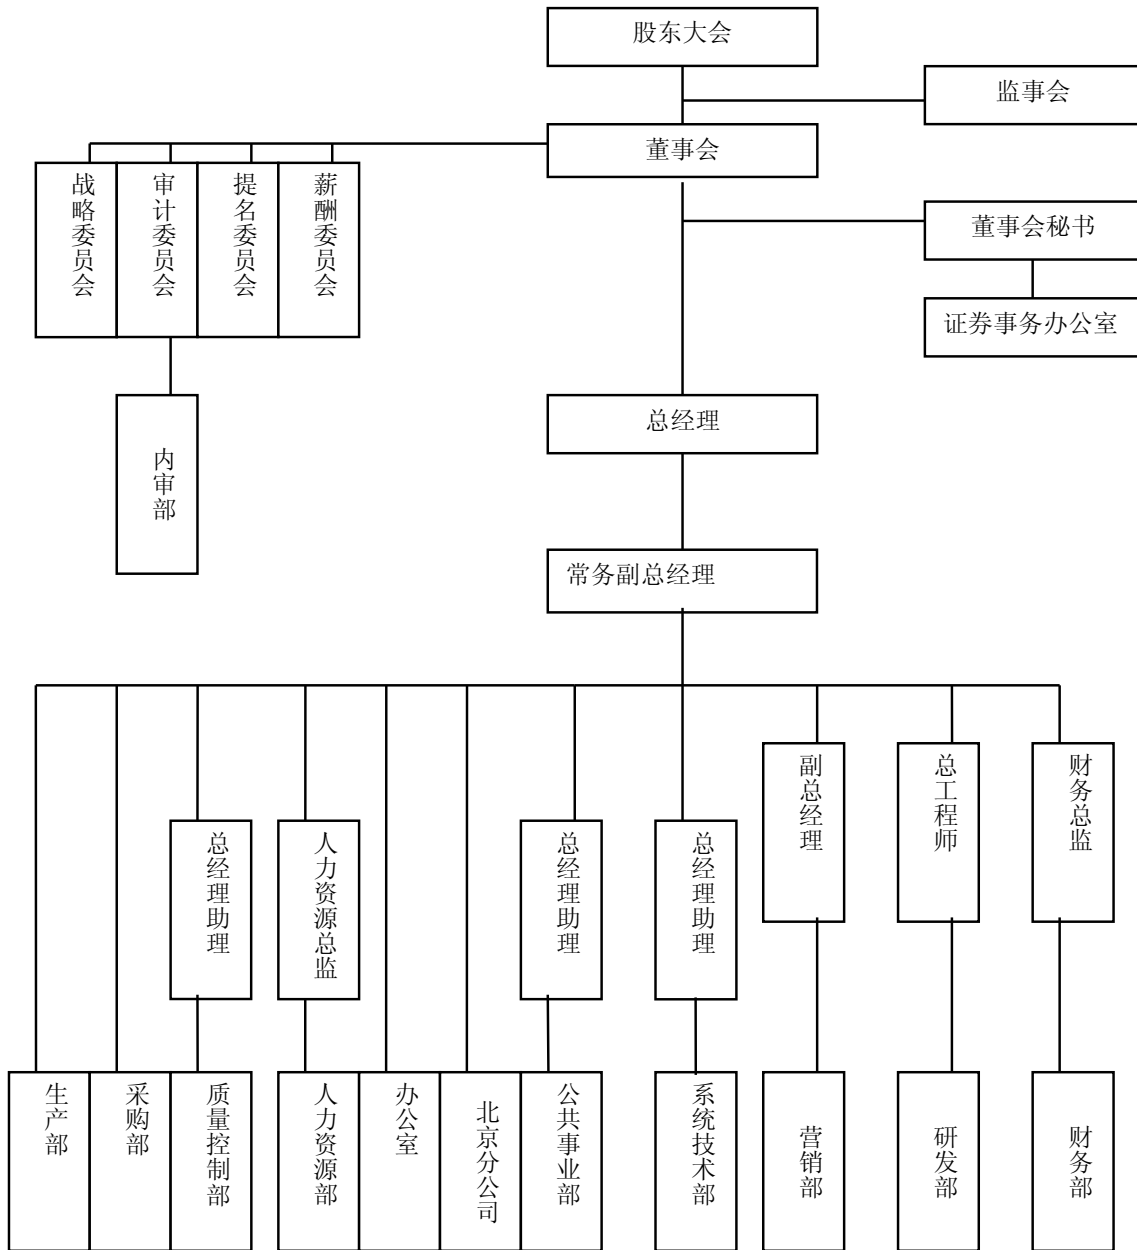 股东大会
监事会
董事会
战略委员会
审计委员会
提名委员会
薪酬委员会
董事会秘书
证券事务办公室
总经理
内审部
常务副总经理
副总经理
总工程师
财务总监
总经理助理
人力资源总监
总经理助理
总经理助理
生产部
采购部
质量控制部
人力资源部
办公室
北京分公司
公共事业部
系统技术部
营销部
研发部
财务部